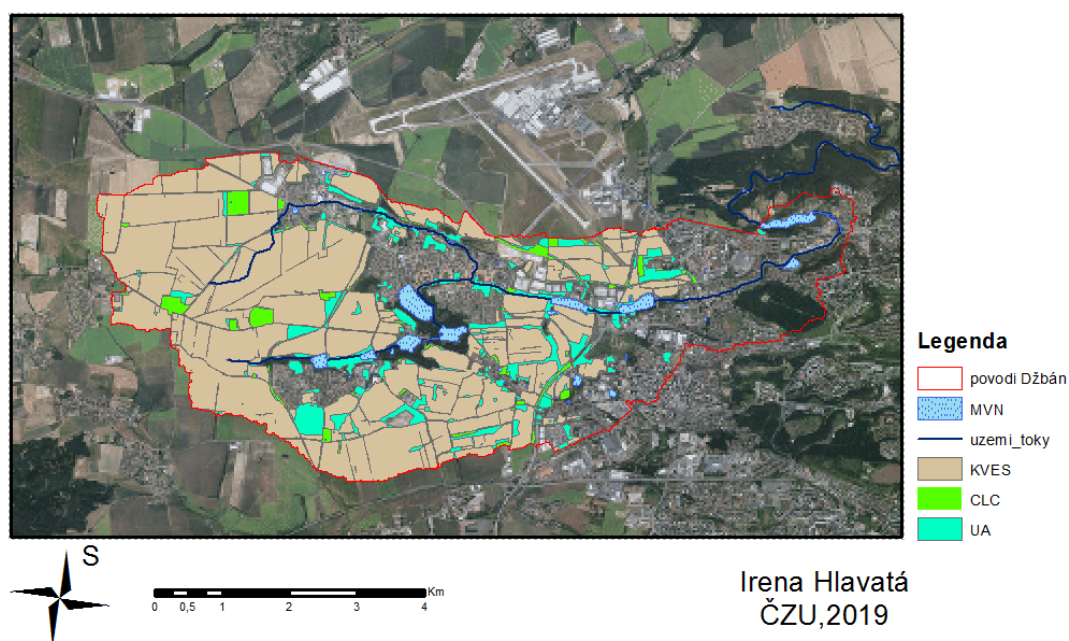 Legenda
povodi Džbán
MVN
uzemi_toky
KVES
CLC
UA
S
Km
0 0,5 1 2 3 4
Irena Hlavatá
ČZU,2019